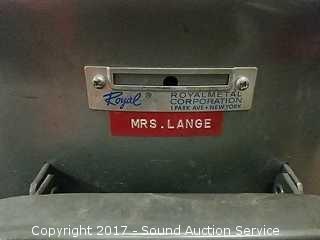 Royal®
ROYALMETAL
CORPORATION
1 PARK AVE • NEW YORK
MRS. LANGE
Copyright 2017 - Sound Auction Service